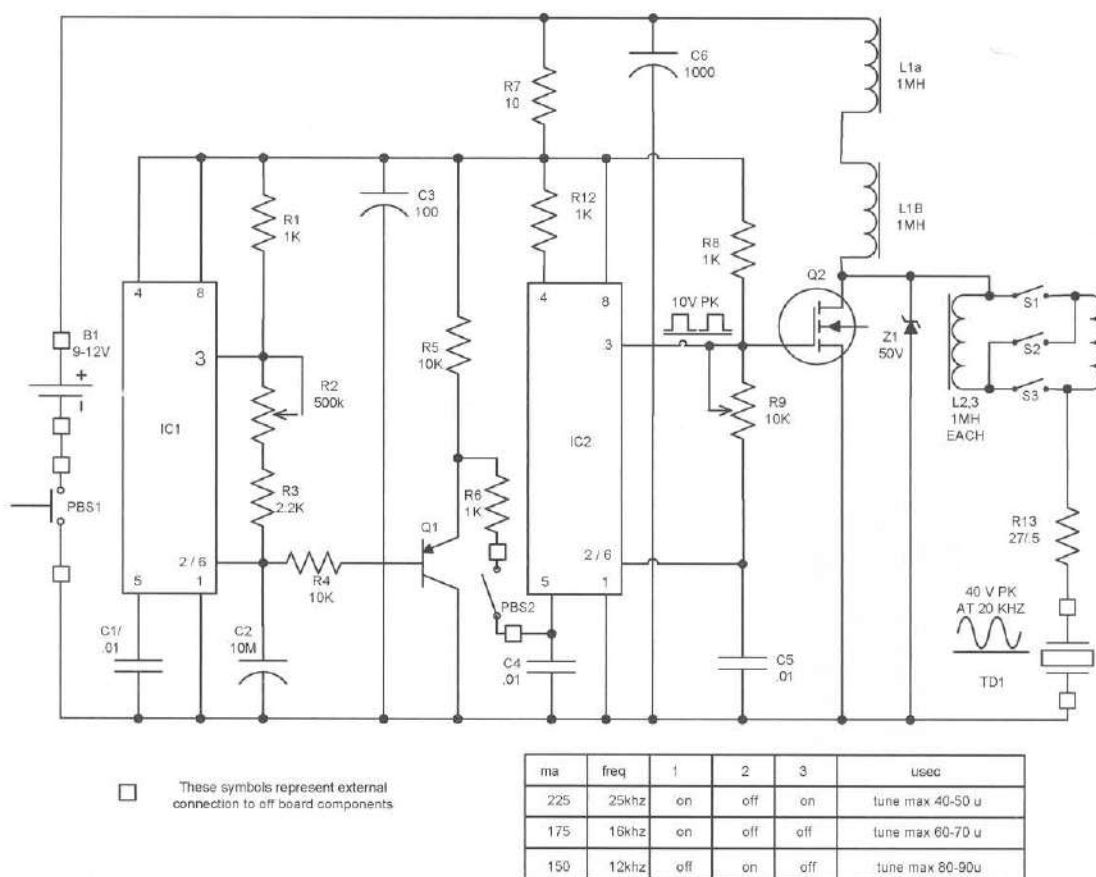 C6
1000
L1a
1MH
R7
10
L1B
1MH
C3
100
R12
1K
R1
1K
R8
1K
Q2
4
8
4
8
10V PK
S1
B1
9-12V
+
-
3
R5
10K
3
Z1
50V
S2
R2
500k
R9
10K
S3
IC1
IC2
L2,3
1MH
EACH
PBS1
R3
2.2K
R6
1K
Q1
R13
27/.5
2 / 6
2 / 6
5
1
R4
10K
5
1
PBS2
40 V PK
AT 20 KHZ
C1/
.01
C2
10M
C4
.01
C5
.01
TD1
These symbols represent external
connection to off board components
ma freq 1 2 3 used
225 25khz on off on tune max 40-50 u
175 16khz on off off tune max 60-70 u
150 12khz off on off tune max 80-90u